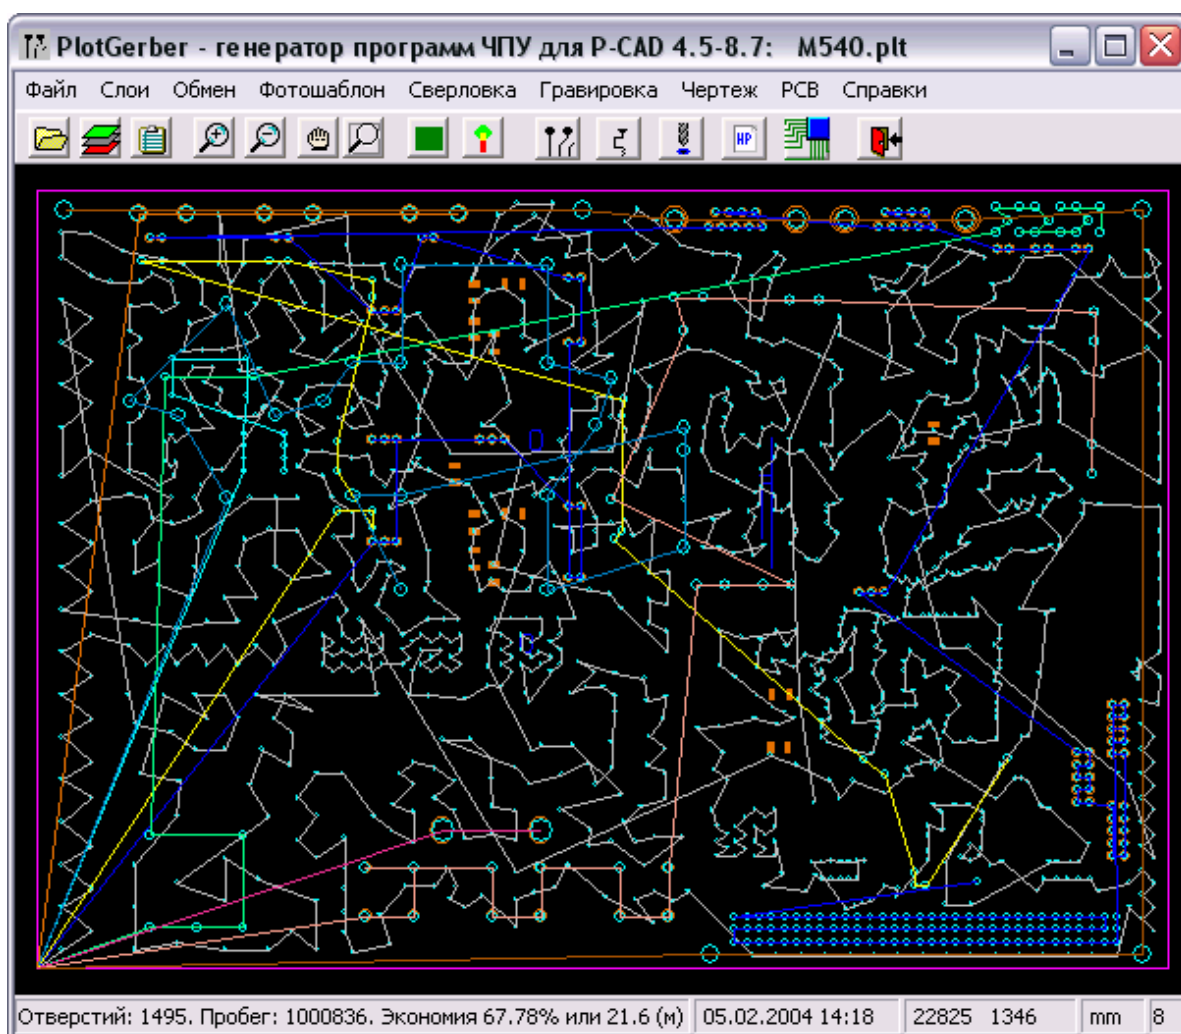 PlotGerber - генератор программ ЧПУ для P-CAD 4.5-8.7: M540.plt
Файл Слои Обмен Фотошаблон Сверловка Гравировка Чертеж PCB Справки
HP
Отверстий: 1495. Пробег: 1000836. Экономия 67.78% или 21.6 (м) 05.02.2004 14:18 22825 1346 mm 8